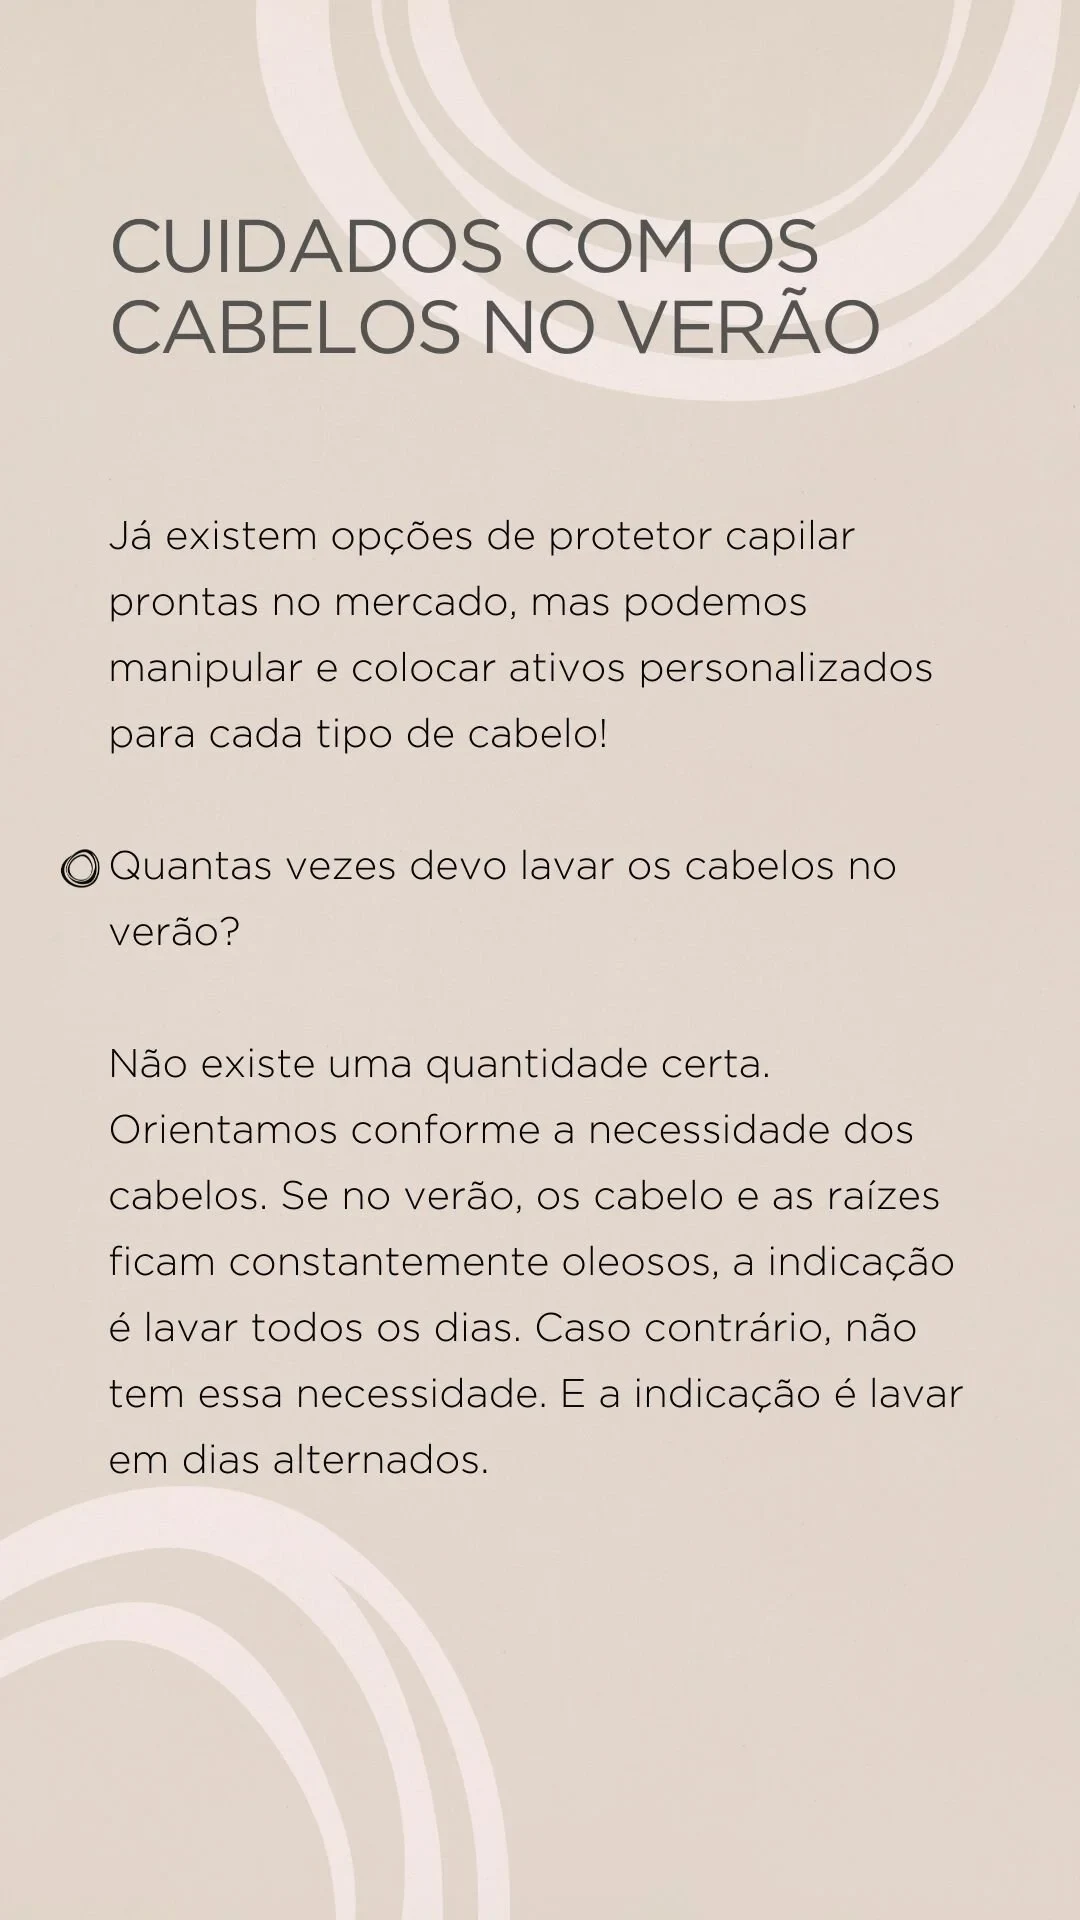 CUIDADOS COM OS
CABELOS NO VERÃO
Já existem opções de protetor capilar
prontas no mercado, mas podemos
manipular e colocar ativos personalizados
para cada tipo de cabelo!
Quantas vezes devo lavar os cabelos no
verão?
Não existe uma quantidade certa.
Orientamos conforme a necessidade dos
cabelos. Se no verão, os cabelo e as raízes
ficam constantemente oleosos, a indicação
é lavar todos os dias. Caso contrário, não
tem essa necessidade. E a indicação é lavar
em dias alternados.